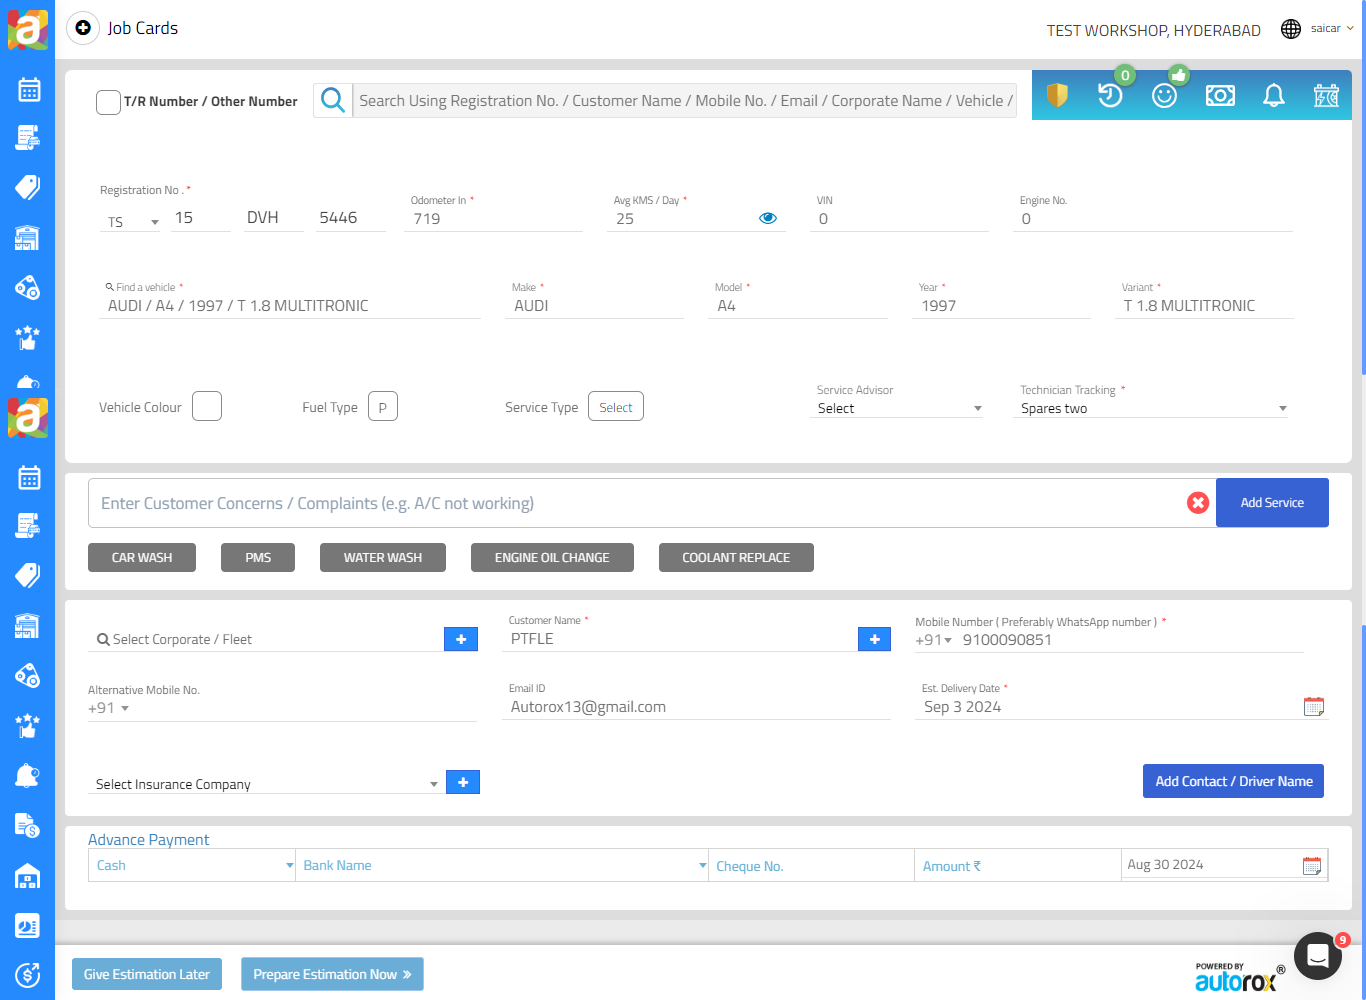 Job Cards
TEST WORKSHOP, HYDERABAD
saicar
T/R Number / Other Number
Search Using Registration No. / Customer Name / Mobile No. / Email / Corporate Name / Vehicle /
0
Registration No . *
TS
15
DVH
5446
Odometer In *
719
Avg KMS / Day *
25
VIN
0
Engine No.
0
Find a vehicle *
AUDI / A4 / 1997 / T 1.8 MULTITRONIC
Make *
AUDI
Model *
A4
Year *
1997
Variant *
T 1.8 MULTITRONIC
Vehicle Colour
Fuel Type
P
Service Type
Select
Service Advisor
Select
Technician Tracking *
Spares two
Enter Customer Concerns / Complaints (e.g. A/C not working)
Add Service
CAR WASH
PMS
WATER WASH
ENGINE OIL CHANGE
COOLANT REPLACE
Select Corporate / Fleet
+
Customer Name *
PTFLE
+
Mobile Number ( Preferably WhatsApp number ) *
+91
9100090851
Alternative Mobile No.
+91
Email ID
Autorox13@gmail.com
Est. Delivery Date *
Sep 3 2024
Select Insurance Company
+
Add Contact / Driver Name
Advance Payment
Cash
Bank Name
Cheque No.
Amount ₹
Aug 30 2024
Give Estimation Later
Prepare Estimation Now »
POWERED BY
autorox®
9